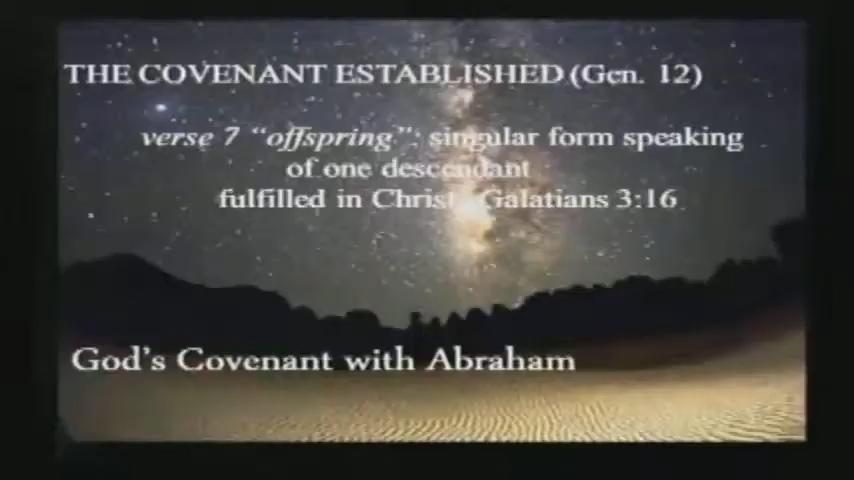 THE COVENANT ESTABLISHED (Gen. 12)
verse 7 "offspring": singular form speaking
of one descendant
fulfilled in Christ Galatians 3:16
God's Covenant with Abraham